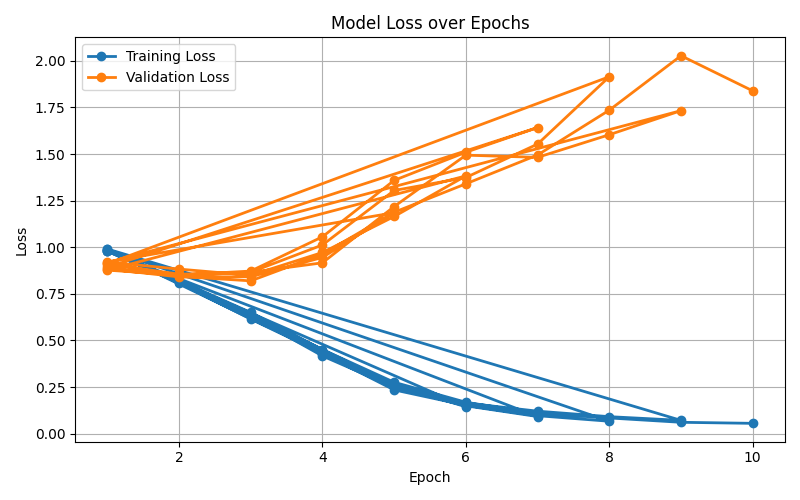 Model Loss over Epochs
Training Loss
Validation Loss
2.00
1.75
1.50
1.25
1.00
0.75
0.50
0.25
0.00
Loss
2
4
6
8
10
Epoch